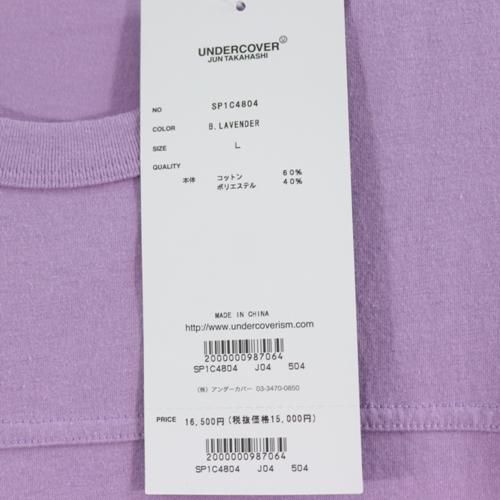 UNDERCOVER
JUN TAKAHASHI
NO SP1C4804
COLOR B.LAVENDER
SIZE L
QUALITY
本体 コットン 60%
ポリエステル 40%
MADE IN CHINA
http://www.undercoverism.com
2000000987064
SP1C4804 J04 504
(株) アンダーカバー 03-3470-0850
PRICE 16,500円(税抜価格15,000円)
2000000987064
SP1C4804 J04 504